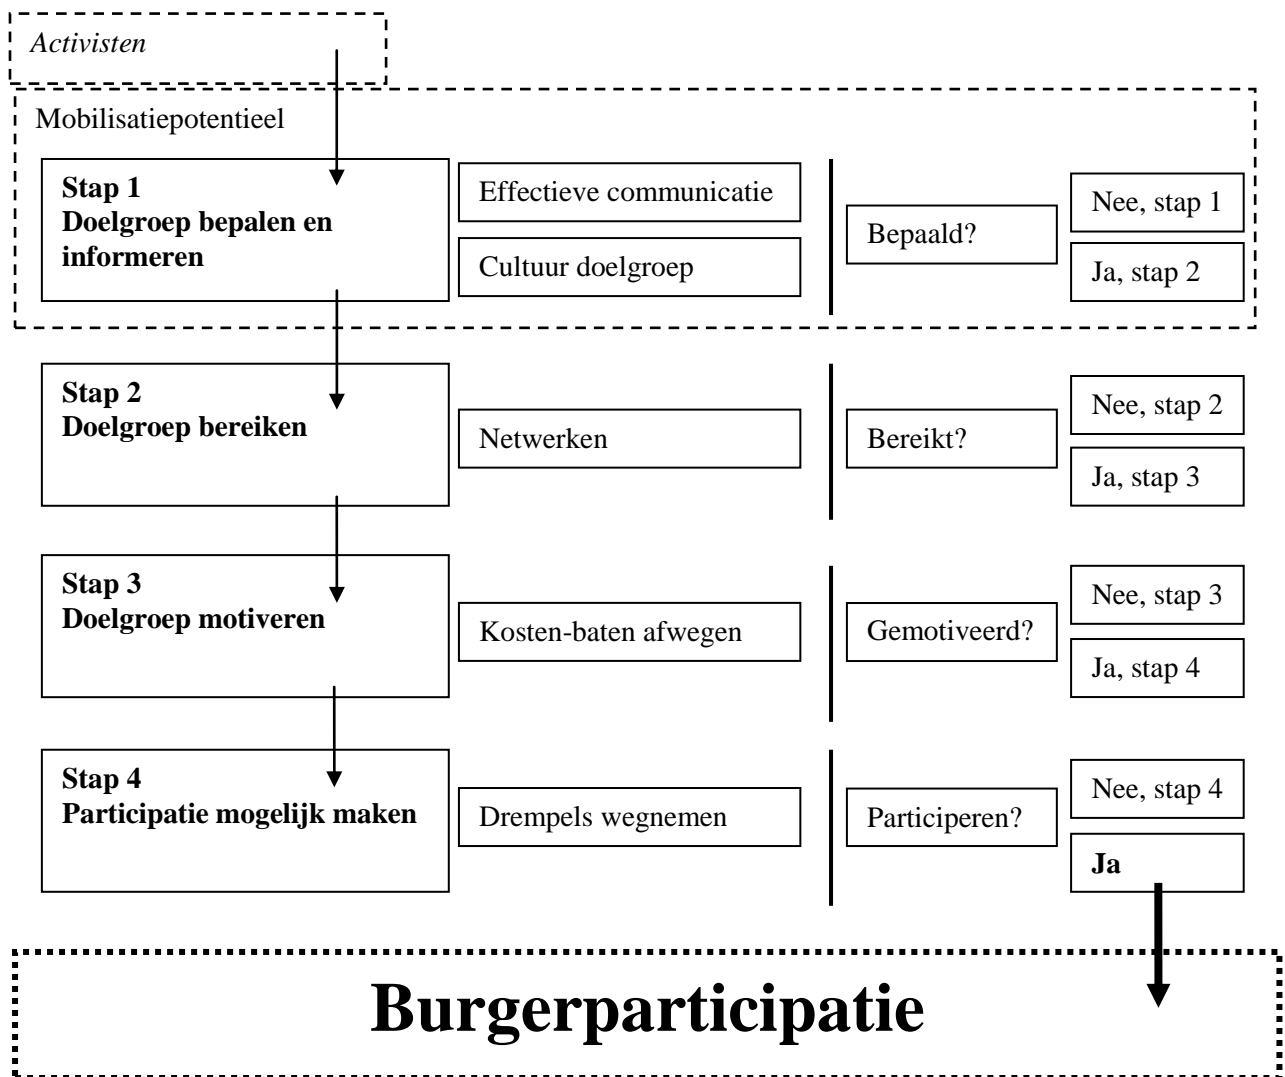 Activisten
Mobilisatiepotentieel
Stap 1
Doelgroep bepalen en
informeren
Effectieve communicatie
Cultuur doelgroep
Bepaald?
Nee, stap 1
Ja, stap 2
Stap 2
Doelgroep bereiken
Netwerken
Bereikt?
Nee, stap 2
Ja, stap 3
Stap 3
Doelgroep motiveren
Kosten-baten afwegen
Gemotiveerd?
Nee, stap 3
Ja, stap 4
Stap 4
Participatie mogelijk maken
Drempels wegnemen
Participeren?
Nee, stap 4
Ja
Burgerparticipatie